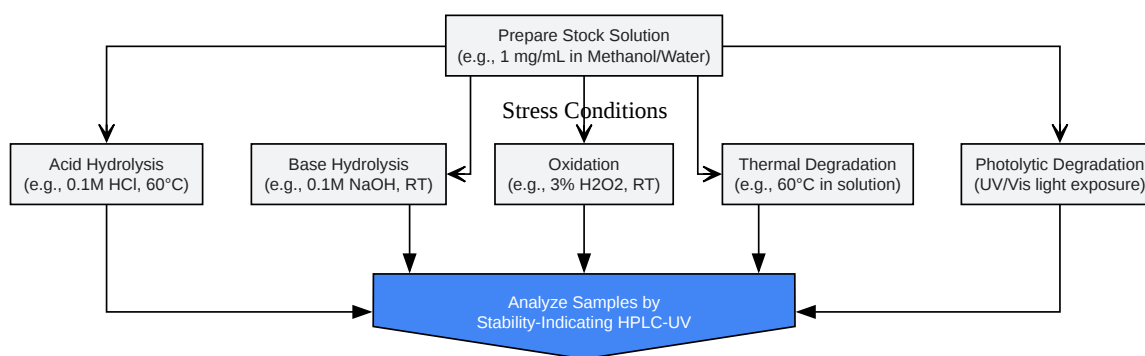 Prepare Stock Solution
(e.g., 1 mg/mL in Methanol/Water)
Stress Conditions
Acid Hydrolysis
(e.g., 0.1M HCl, 60°C)
Base Hydrolysis
(e.g., 0.1M NaOH, RT)
Oxidation
(e.g., 3% H2O2, RT)
Thermal Degradation
(e.g., 60°C in solution)
Photolytic Degradation
(UV/Vis light exposure)
Analyze Samples by
Stability-Indicating HPLC-UV